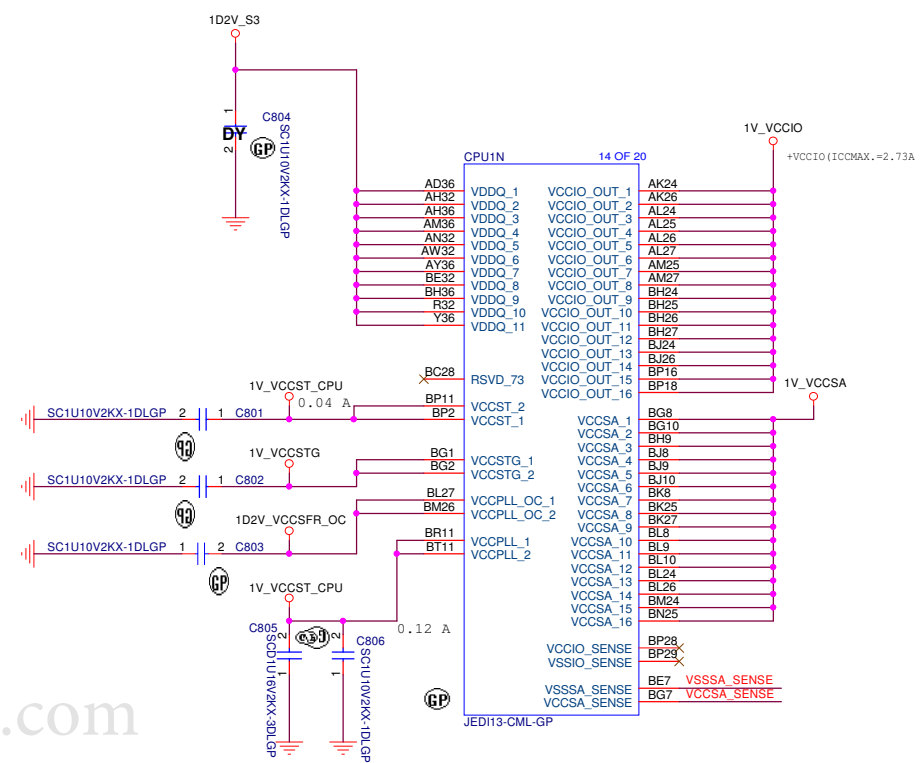 1D2V_S3
1
C804
SC1U10V2KX-1DLGP
DY
2
GP
1V_VCCIO
+VCCIO(ICCMAX.=2.73A
CPU1N
14 OF 20
AD36 VDDQ_1 VCCIO_OUT_1 AK24
AH32 VDDQ_2 VCCIO_OUT_2 AK26
AH36 VDDQ_3 VCCIO_OUT_3 AL24
AM36 VDDQ_4 VCCIO_OUT_4 AL25
AN32 VDDQ_5 VCCIO_OUT_5 AL26
AW32 VDDQ_6 VCCIO_OUT_6 AL27
AY36 VDDQ_7 VCCIO_OUT_7 AM25
BE32 VDDQ_8 VCCIO_OUT_8 AM27
BH36 VDDQ_9 VCCIO_OUT_9 BH24
R32 VDDQ_10 VCCIO_OUT_10 BH25
Y36 VDDQ_11 VCCIO_OUT_11 BH26
VCCIO_OUT_12 BH27
VCCIO_OUT_13 BJ24
VCCIO_OUT_14 BJ26
BC28 RSVD_73 VCCIO_OUT_15 BP16
VCCIO_OUT_16 BP18
1V_VCCST_CPU
0.04 A
1V_VCCSA
BP11 VCCST_2
SC1U10V2KX-1DLGP 2 1 C801 BP2 VCCST_1
GP
VCCSA_1 BG8
VCCSA_2 BG10
VCCSA_3 BH9
1V_VCCSTG
BG1 VCCSTG_1 VCCSA_4 BJ8
BG2 VCCSTG_2 VCCSA_5 BJ9
SC1U10V2KX-1DLGP 2 1 C802 VCCSA_6 BJ10
GP
BL27 VCCPLL_OC_1 VCCSA_7 BK8
BM26 VCCPLL_OC_2 VCCSA_8 BK25
1D2V_VCCSFR_OC
VCCSA_9 BK27
BR11 VCCPLL_1 VCCSA_10 BL8
SC1U10V2KX-1DLGP 1 2 C803 BT11 VCCPLL_2 VCCSA_11 BL9
GP
VCCSA_12 BL10
VCCSA_13 BL24
1V_VCCST_CPU
VCCSA_14 BL26
VCCSA_15 BM24
VCCSA_16 BN25
0.12 A
C805
SCD1U16V2KX-3DLGP
2
1
C806
SC1U10V2KX-1DLGP
2
1
VCCIO_SENSE BP28
VSSIO_SENSE BP29
VSSSA_SENSE BE7 VSSSA_SENSE
VCCSA_SENSE BG7 VCCSA_SENSE
GP
JEDI13-CML-GP
.com